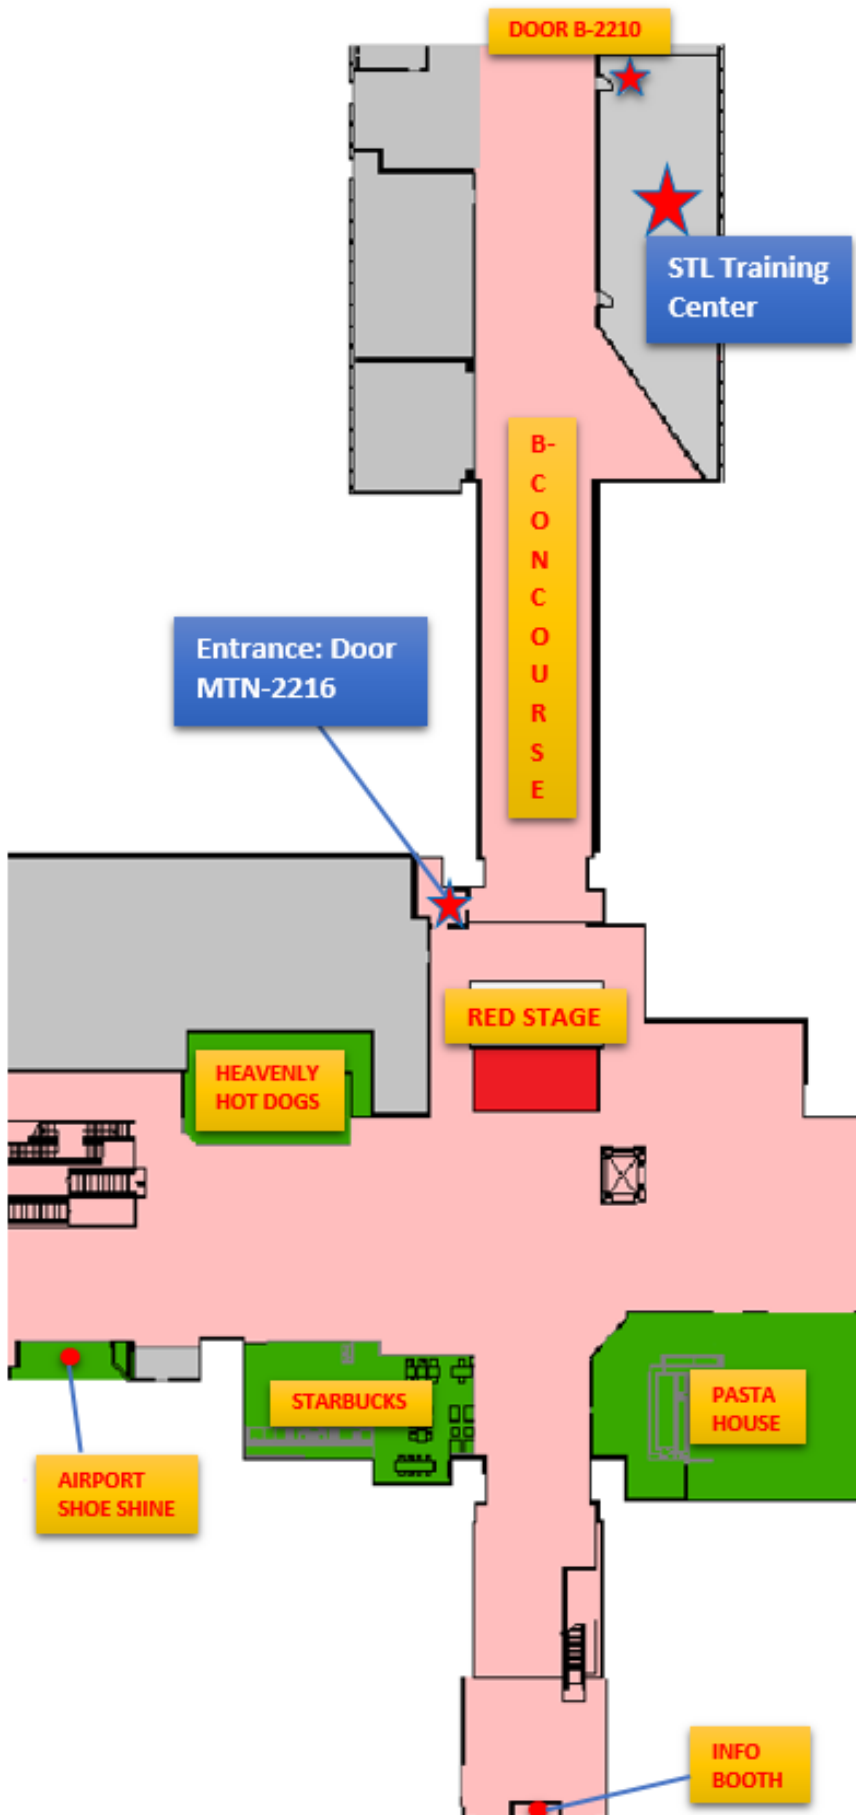 DOOR B-2210
STL Training
Center
B-
C
O
N
C
O
U
R
S
E
Entrance: Door
MTN-2216
RED STAGE
HEAVENLY
HOT DOGS
STARBUCKS
PASTA
HOUSE
AIRPORT
SHOE SHINE
INFO
BOOTH